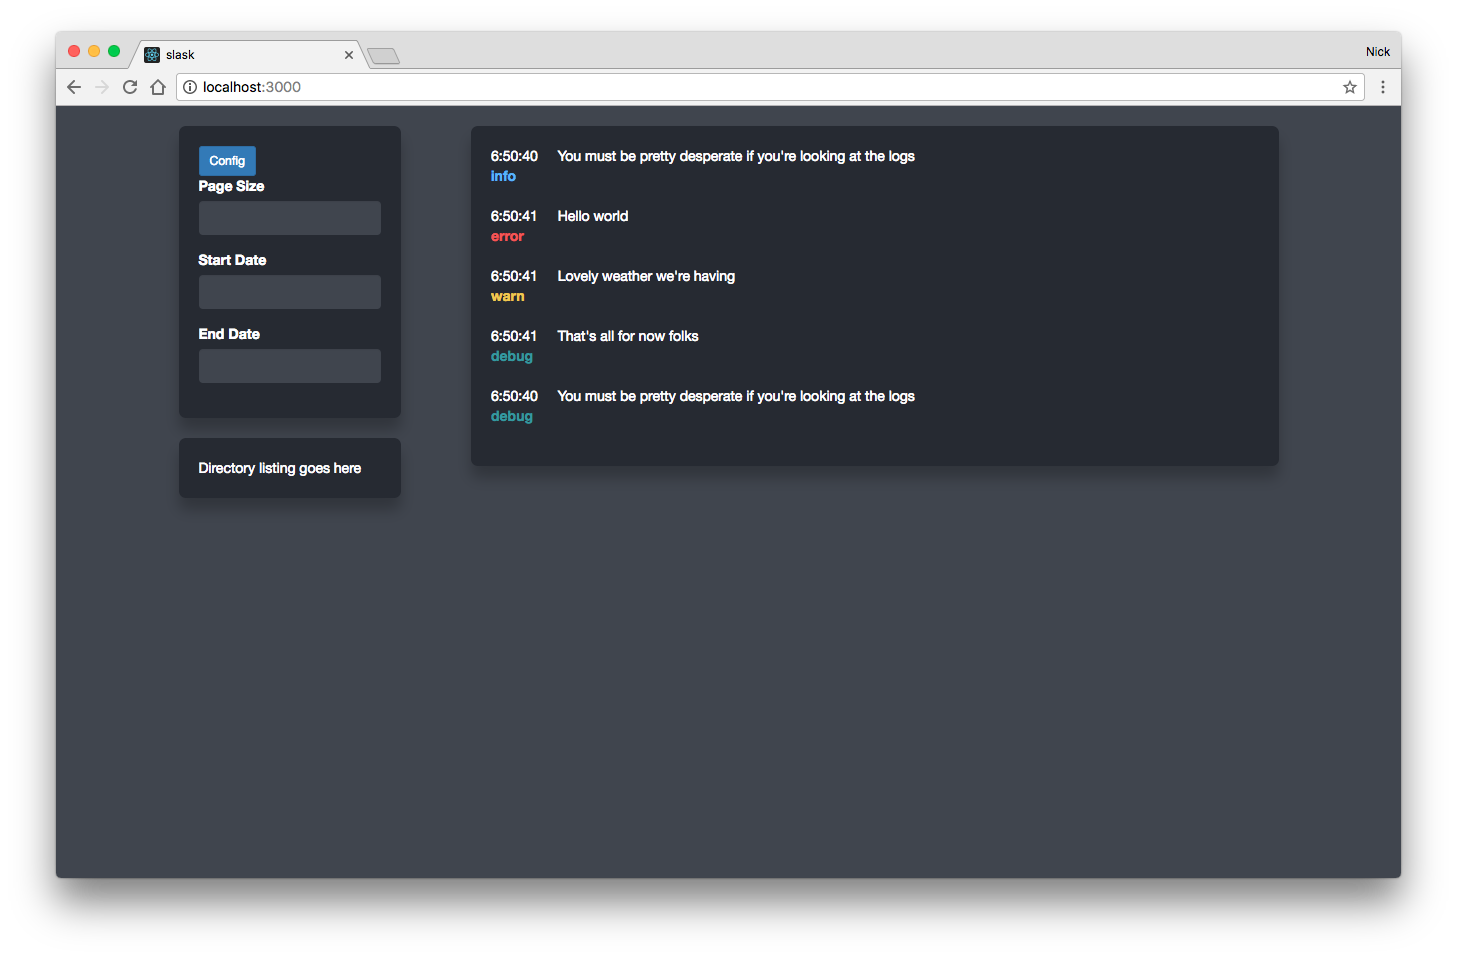 slask
Nick
localhost:3000
Config
Page Size
Start Date
End Date
Directory listing goes here
6:50:40 You must be pretty desperate if you're looking at the logs
info
6:50:41 Hello world
error
6:50:41 Lovely weather we're having
warn
6:50:41 That's all for now folks
debug
6:50:40 You must be pretty desperate if you're looking at the logs
debug